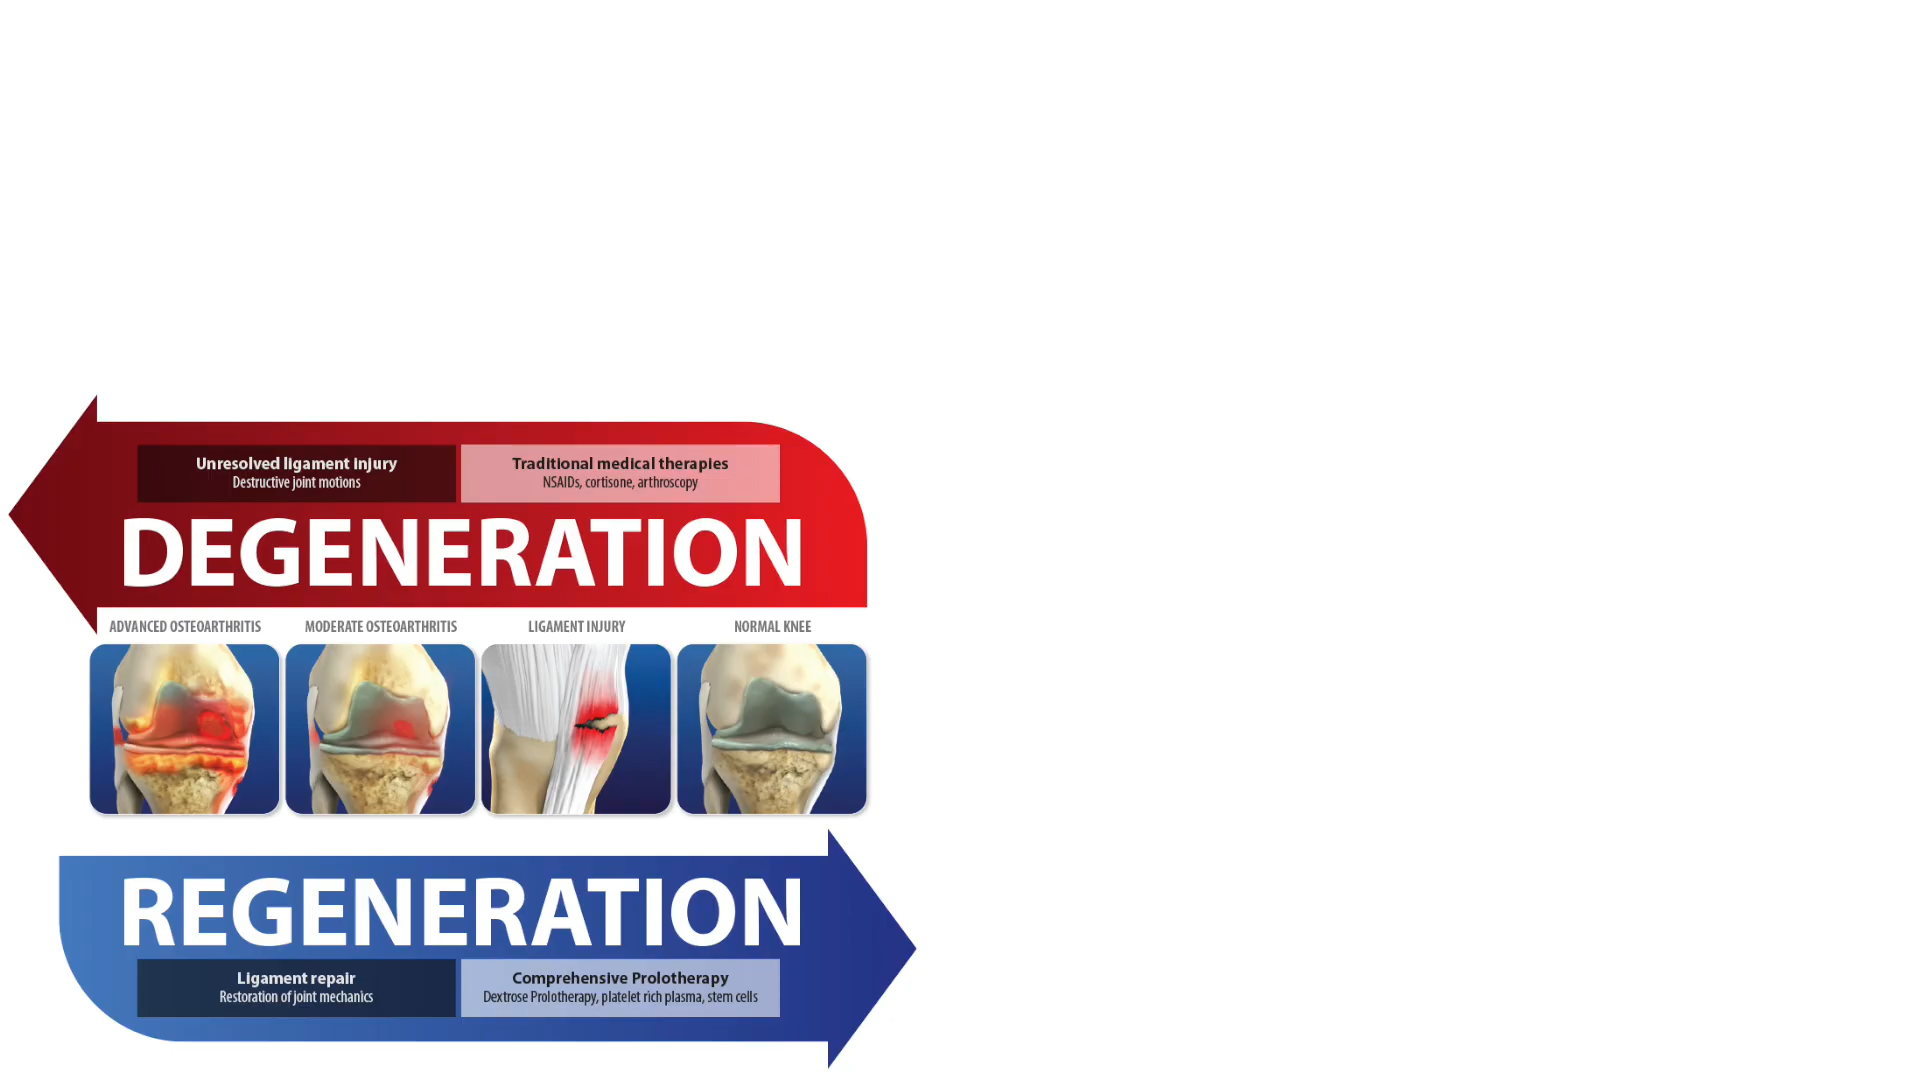 Unresolved ligament injury
Destructive joint motions
Traditional medical therapies
NSAIDs, cortisone, arthroscopy
DEGENERATION
ADVANCED OSTEOARTHRITIS
MODERATE OSTEOARTHRITIS
LIGAMENT INJURY
NORMAL KNEE
REGENERATION
Ligament repair
Restoration of joint mechanics
Comprehensive Prolotherapy
Dextrose Prolotherapy, platelet rich plasma, stem cells